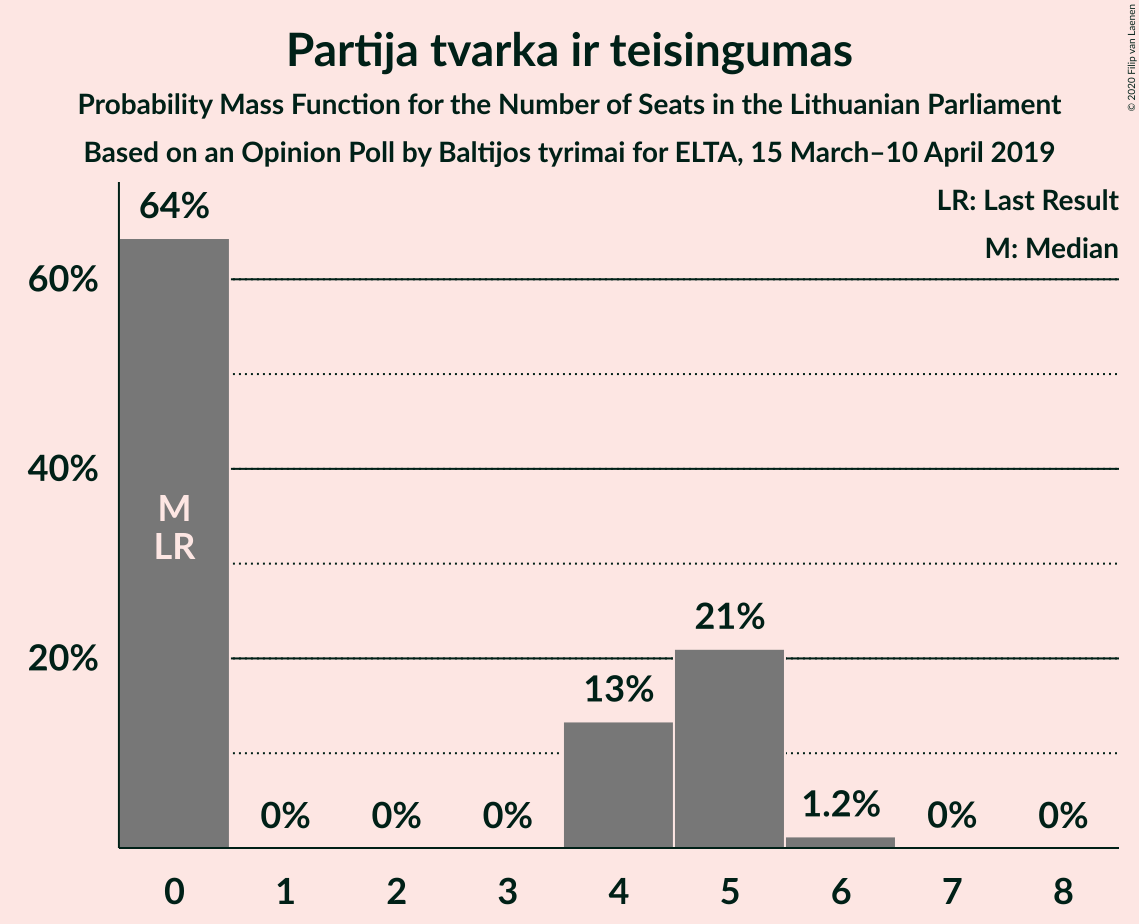 Partija tvarka ir teisingumas
Probability Mass Function for the Number of Seats in the Lithuanian Parliament
Based on an Opinion Poll by Baltijos tyrimai for ELTA, 15 March–10 April 2019
© 2020 Filip van Laenen
LR: Last Result
M: Median
60%
40%
20%
64%
M
LR
0%
0%
0%
13%
21%
1.2%
0%
0%
0
1
2
3
4
5
6
7
8